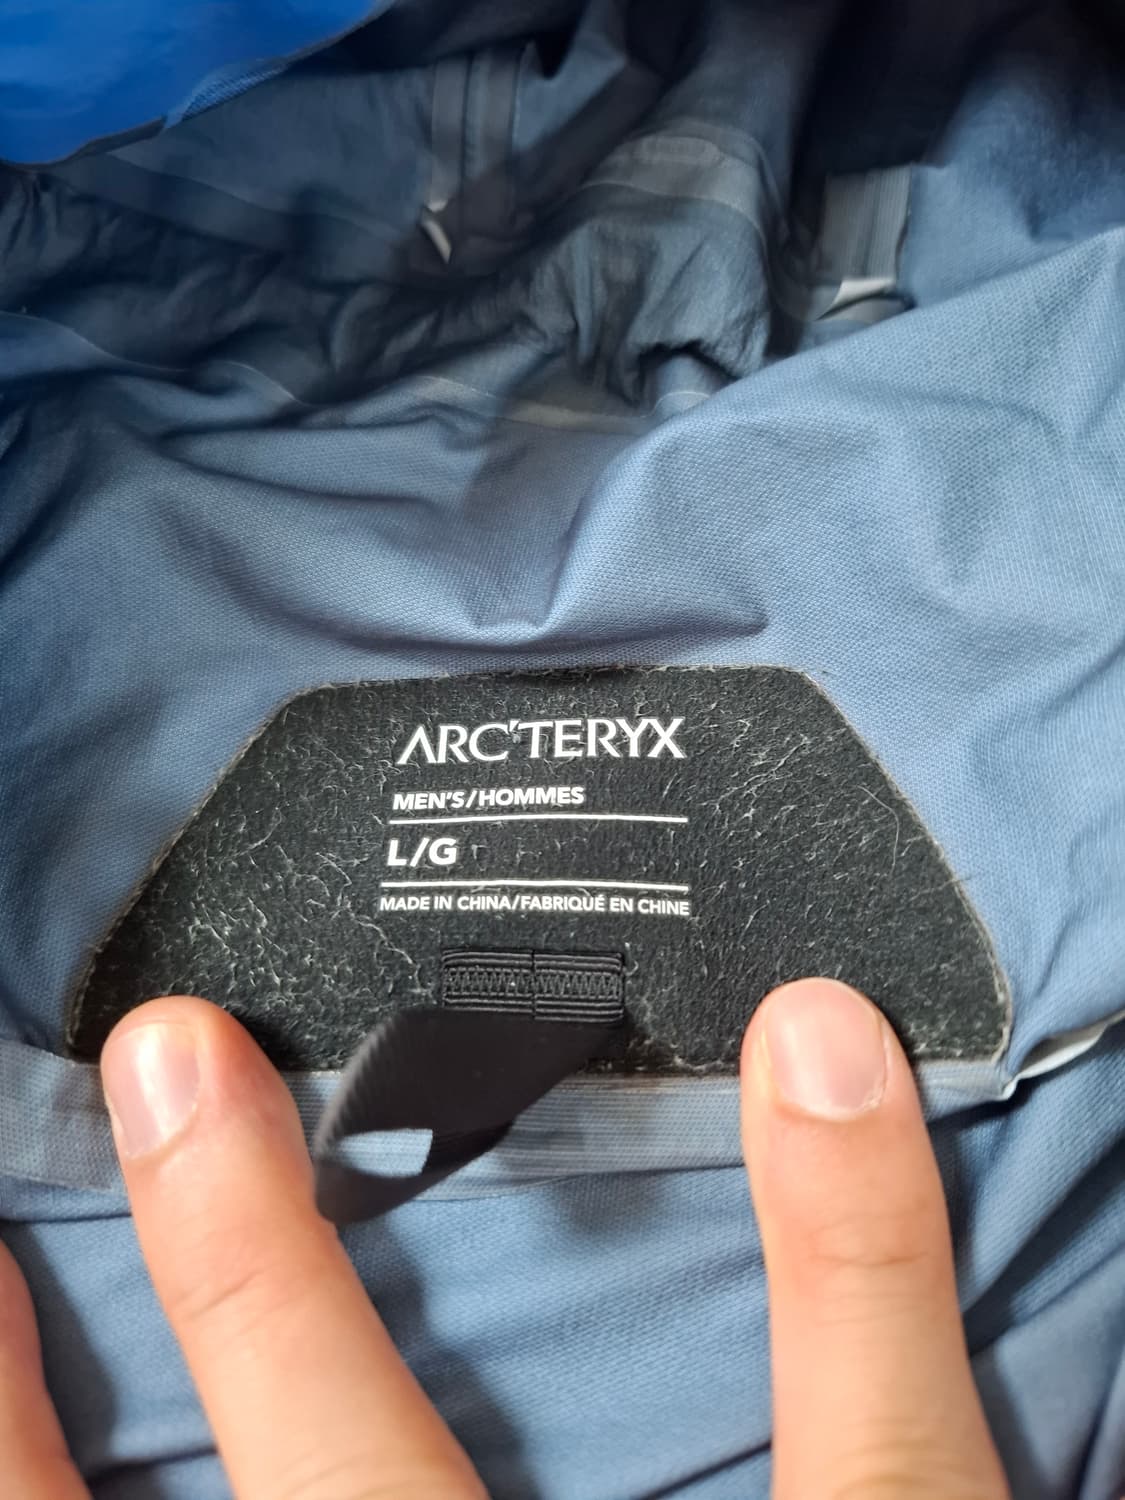 ARC'TERYX
MEN'S/HOMMES
L/G
MADE IN CHINA/FABRIQUÉ EN CHINE